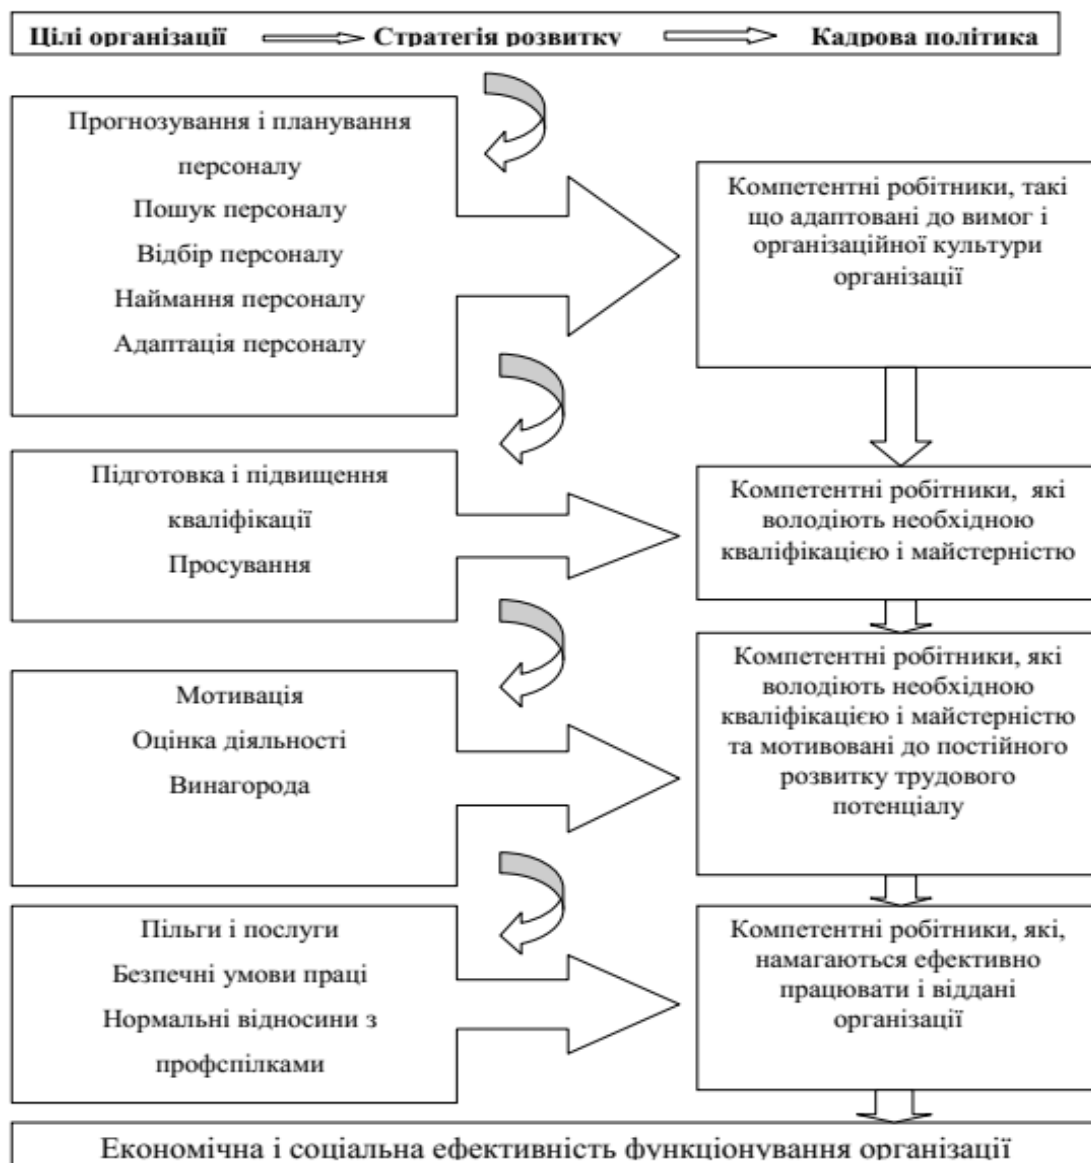 Цілі організації Стратегія розвитку Кадрова політика
Прогнозування і планування
персоналу
Пошук персоналу
Відбір персоналу
Наймання персоналу
Адаптація персоналу
Компетентні робітники, такі
що адаптовані до вимог і
організаційної культури
організації
Підготовка і підвищення
кваліфікації
Просування
Компетентні робітники, які
володіють необхідною
кваліфікацією і майстерністю
Мотивація
Оцінка діяльності
Винагорода
Компетентні робітники, які
володіють необхідною
кваліфікацією і майстерністю
та мотивовані до постійного
розвитку трудового
потенціалу
Пільги і послуги
Безпечні умови праці
Нормальні відносини з
профспілками
Компетентні робітники, які,
намагаються ефективно
працювати і віддані
організації
Економічна і соціальна ефективність функціонування організації